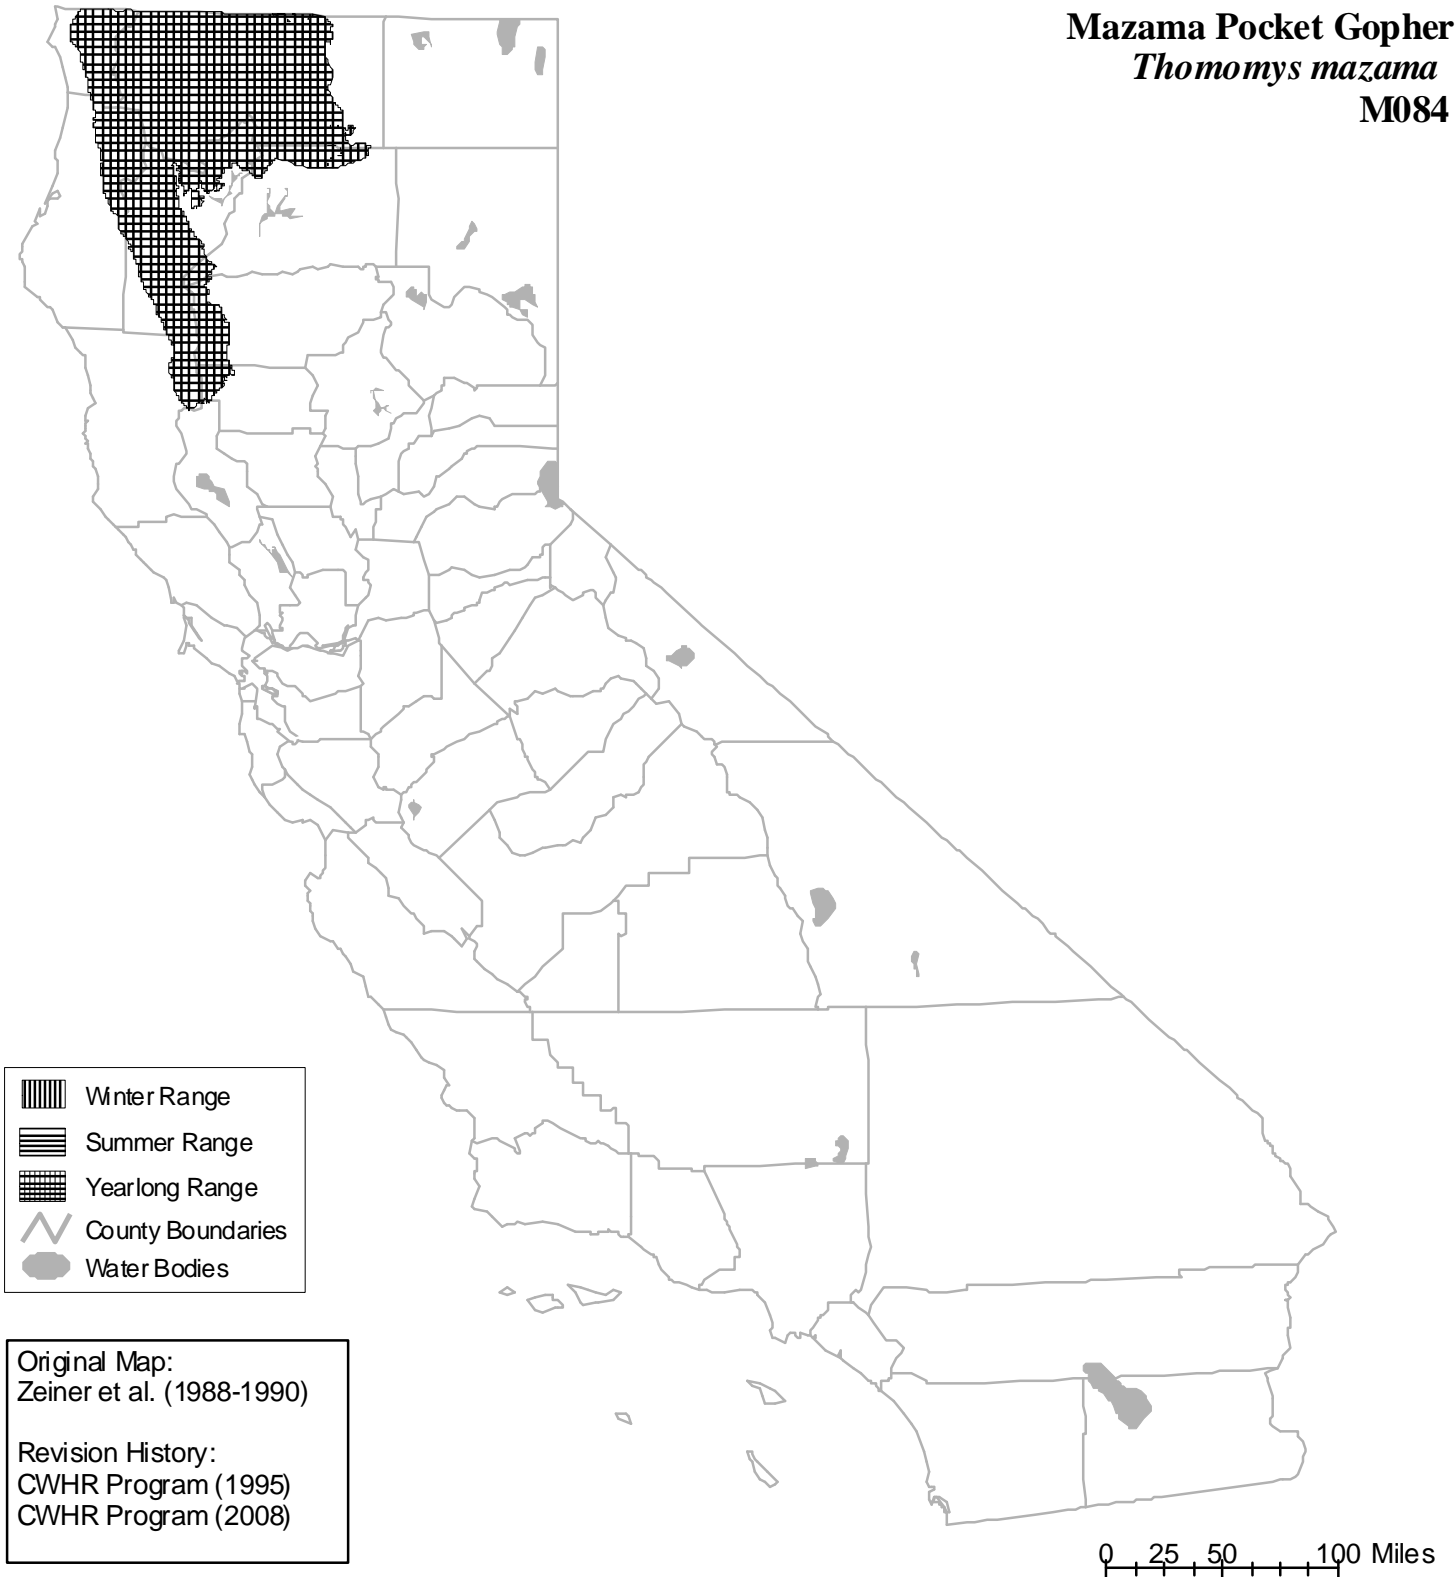 Mazama Pocket Gopher
Thomomys mazama
M084
Winter Range
Summer Range
Yearlong Range
County Boundaries
Water Bodies
Original Map:
Zeiner et al. (1988-1990)
Revision History:
CWHR Program (1995)
CWHR Program (2008)
0 25 50 100 Miles